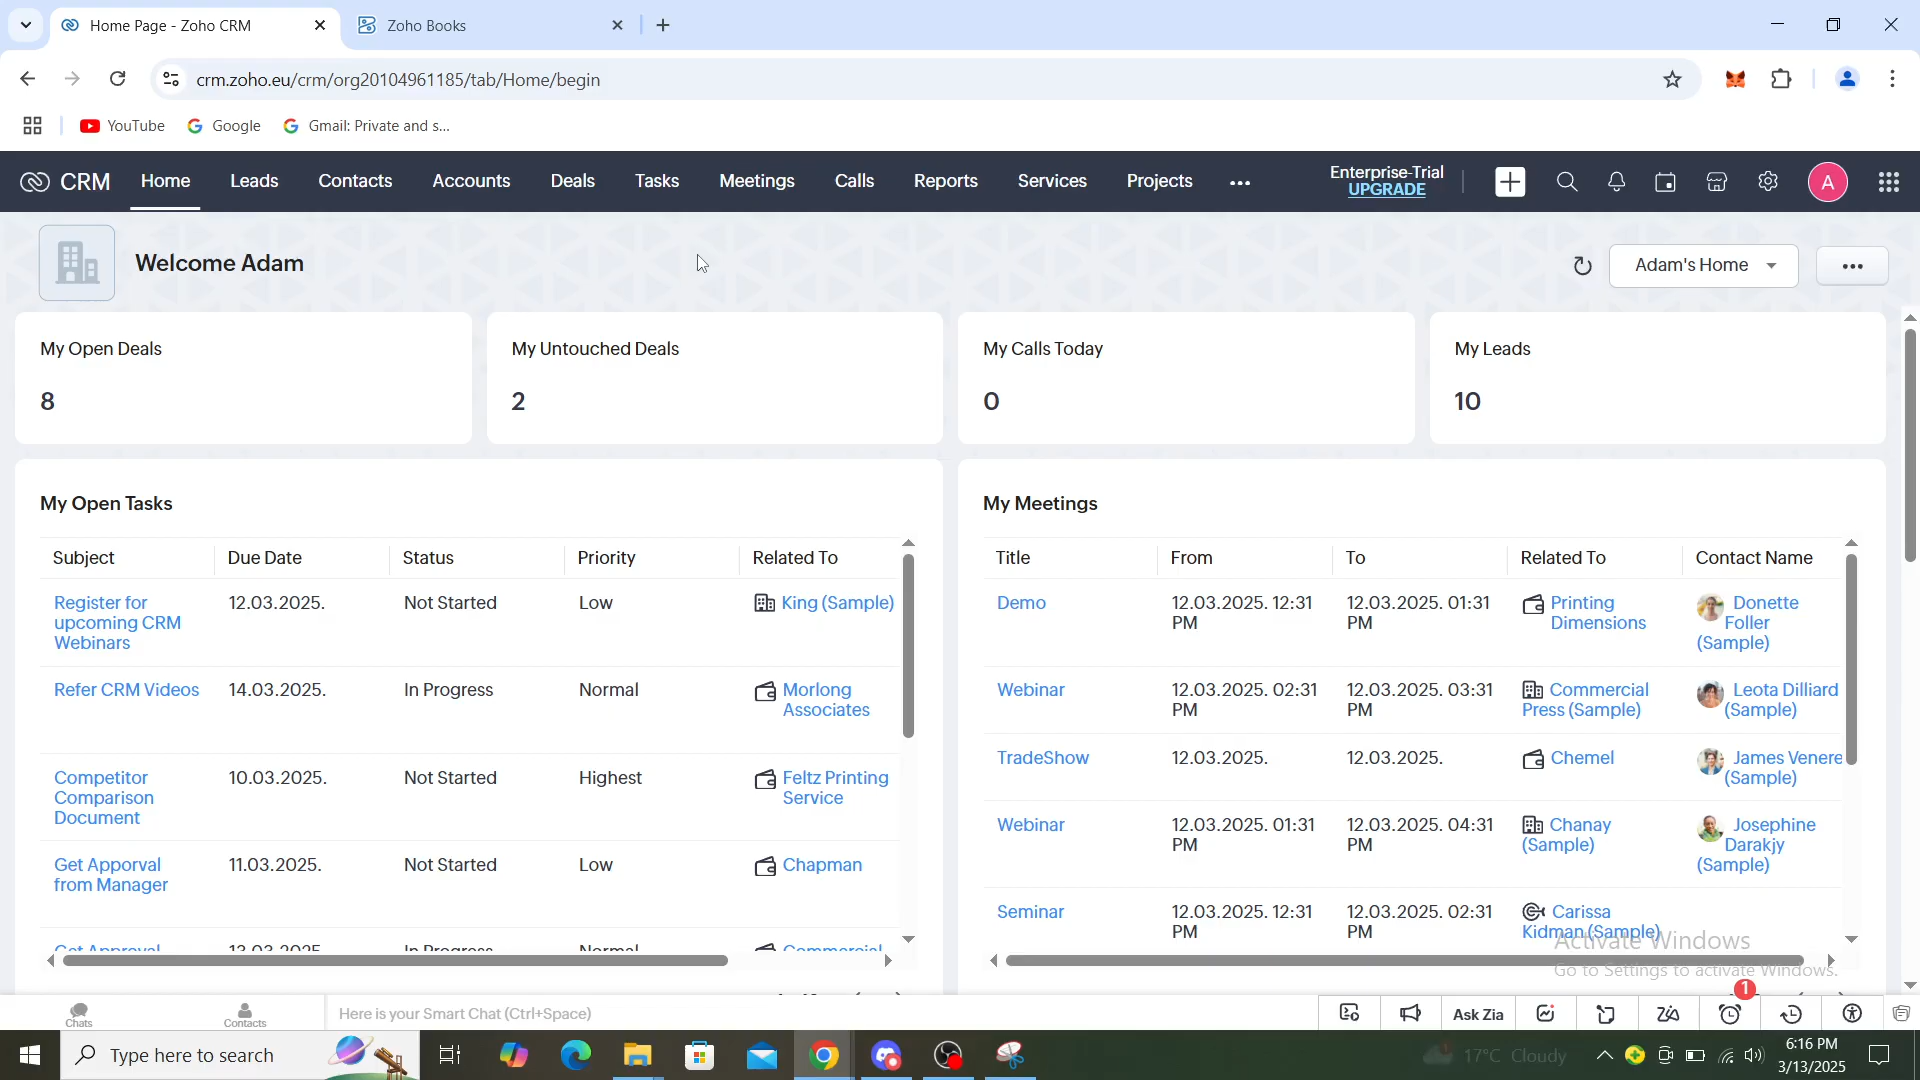 Home Page - Zoho CRM
Zoho Books
crm.zoho.eu/crm/org20104961185/tab/Home/begin
YouTube
Google
Gmail: Private and s...
CRM
Home
Leads
Contacts
Accounts
Deals
Tasks
Meetings
Calls
Reports
Services
Projects
Enterprise-Trial
UPGRADE
A
Welcome Adam
Adam's Home
My Open Deals
8
My Untouched Deals
2
My Calls Today
0
My Leads
10
My Open Tasks
Subject Due Date Status Priority Related To
Register for upcoming CRM Webinars 12.03.2025. Not Started Low King (Sample)
Refer CRM Videos 14.03.2025. In Progress Normal Morlong Associates
Competitor Comparison Document 10.03.2025. Not Started Highest Feltz Printing Service
Get Apporval from Manager 11.03.2025. Not Started Low Chapman
Get Approval 13.03.2025 In Progress Normal Commercial
My Meetings
Title From To Related To Contact Name
Demo 12.03.2025. 12:31 PM 12.03.2025. 01:31 PM Printing Dimensions Donette Foller (Sample)
Webinar 12.03.2025. 02:31 PM 12.03.2025. 03:31 PM Commercial Press (Sample) Leota Dilliard (Sample)
TradeShow 12.03.2025. 12.03.2025. Chemel James Venere (Sample)
Webinar 12.03.2025. 01:31 PM 12.03.2025. 04:31 PM Chanay (Sample) Josephine Darakjy (Sample)
Seminar 12.03.2025. 12:31 PM 12.03.2025. 02:31 PM Carissa Kidman (Sample)
Activate Windows
Go to Settings to activate Windows.
Chats
Contacts
Here is your Smart Chat (Ctrl+Space)
Ask Zia
1
Type here to search
17°C Cloudy
6:16 PM
3/13/2025